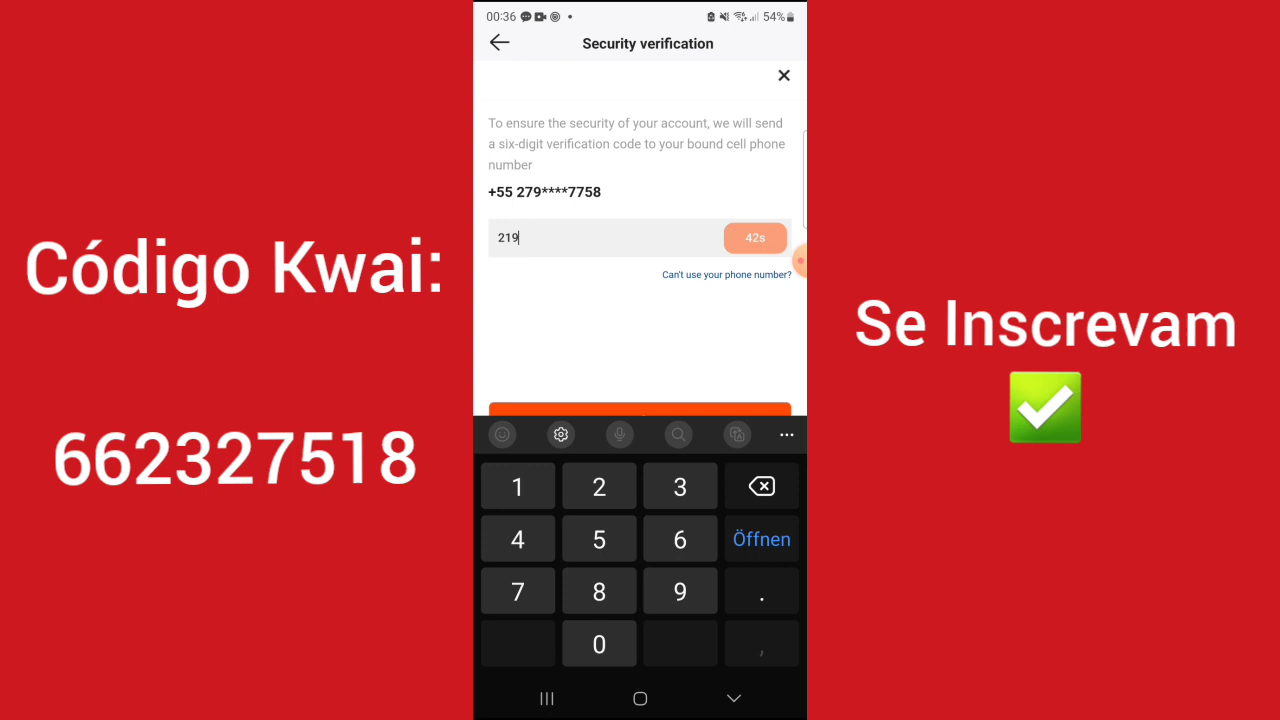 Código Kwai:
662327518
00:36
54%
Security verification
To ensure the security of your account, we will send
a six-digit verification code to your bound cell phone
number
+55 279****7758
219
42s
Can't use your phone number?
1 2 3
4 5 6 Öffnen
7 8 9 .
0 ,
Se Inscrevam